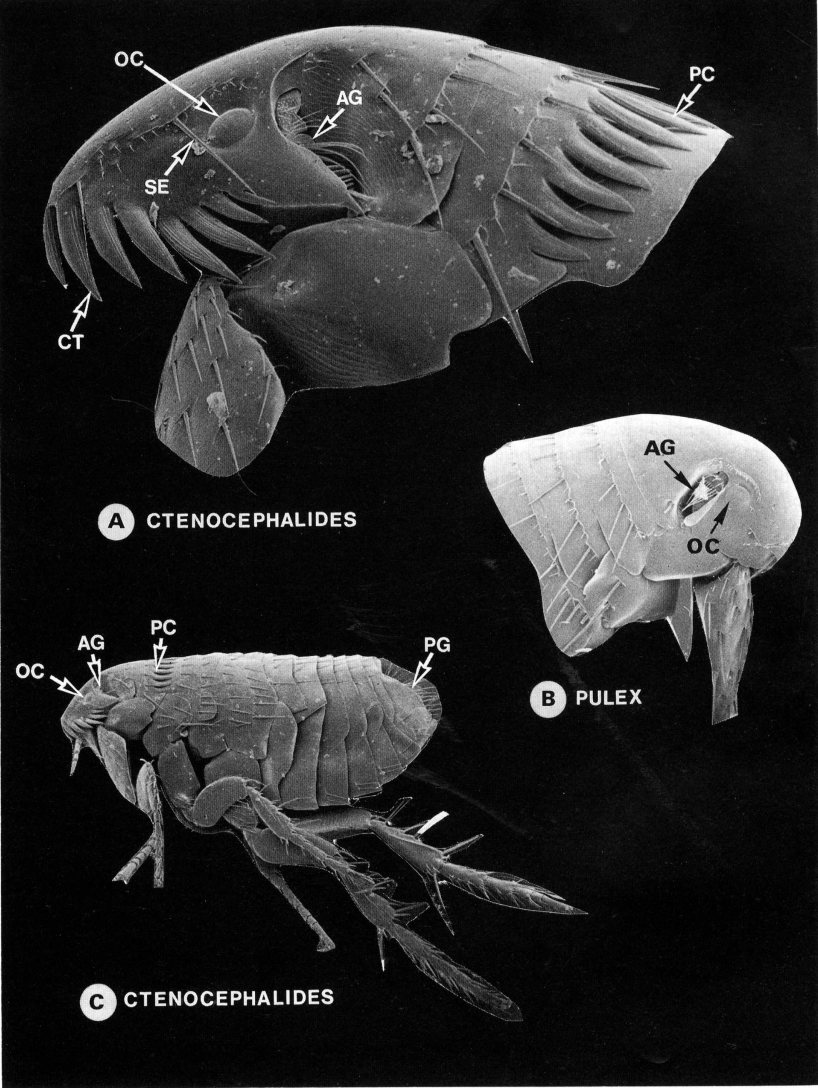 OC
AG
PC
SE
CT
A CTENOCEPHALIDES
AG
OC
B PULEX
PC
AG
OC
PG
C CTENOCEPHALIDES